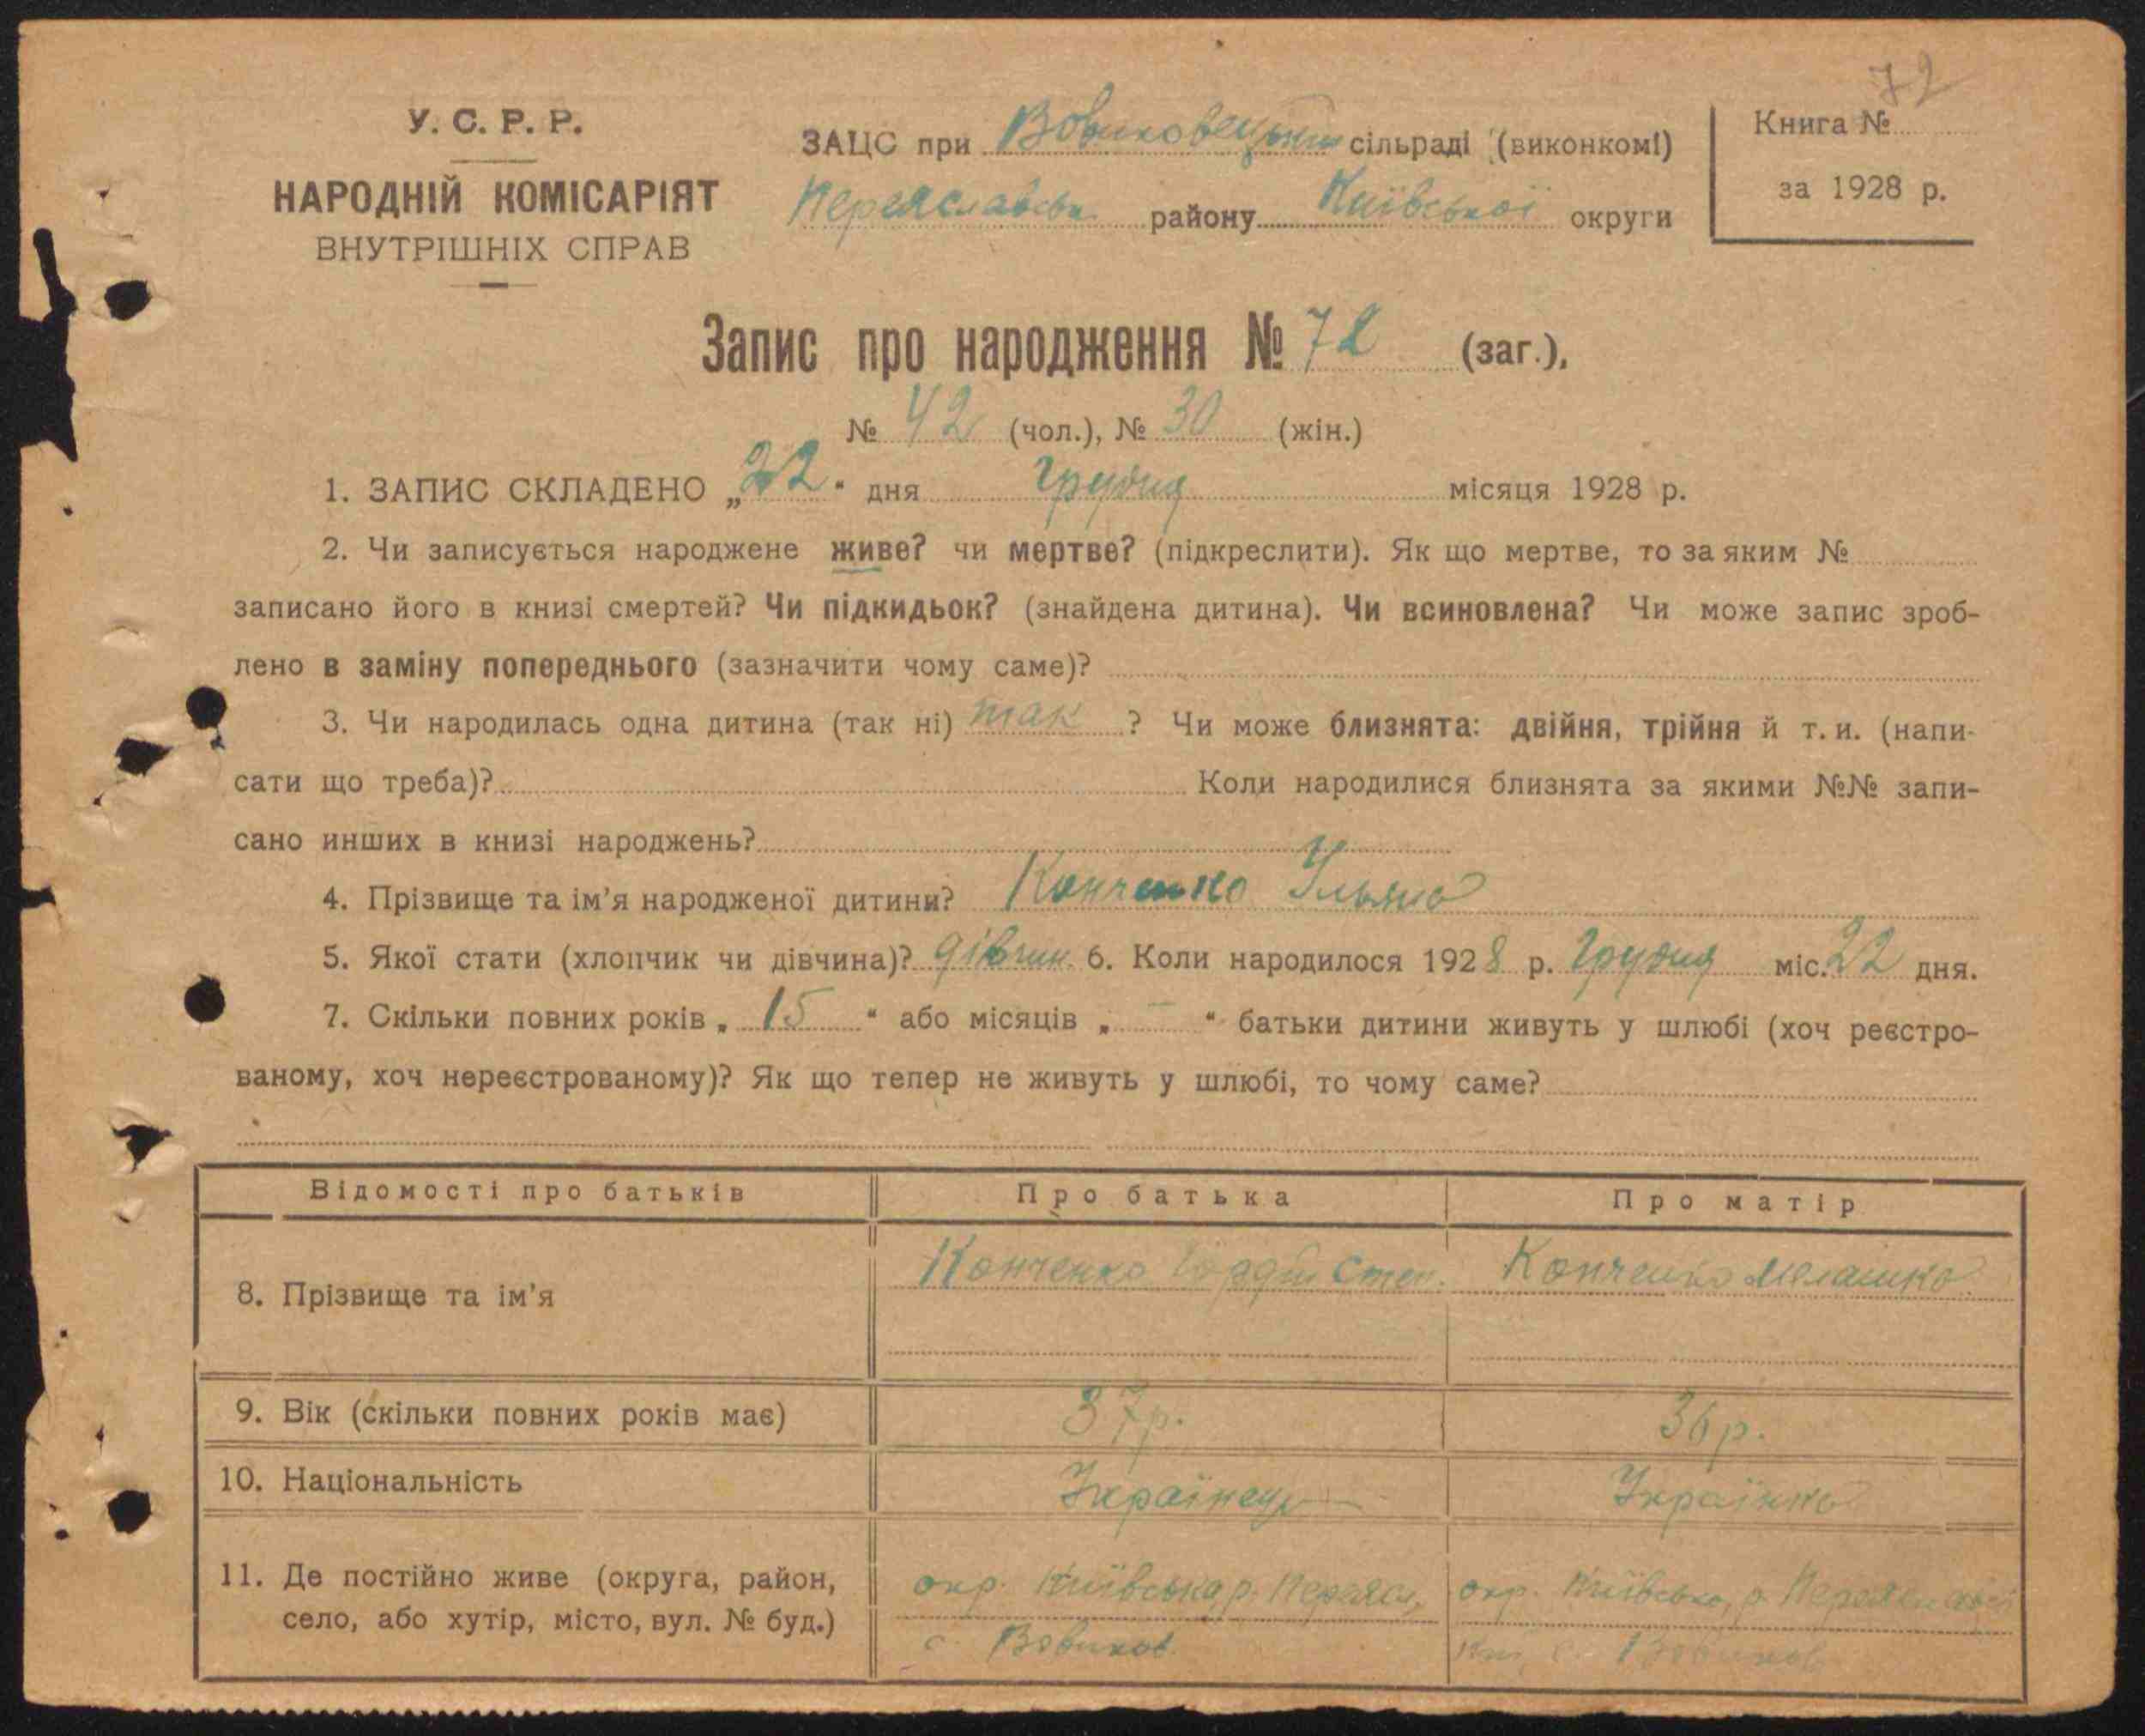 72
У. С. Р. Р.
НАРОДНІЙ КОМІСАРІЯТ
ВНУТРІШНІХ СПРАВ
ЗАЦС при сільраді (виконкомі)
Переяславськ. району Київської округи
Книга №
за 1928 р.
Запис про народження № 72 (заг.),
№ 42 (чол.), № 30 (жін.)
1. ЗАПИС СКЛАДЕНО „22" дня Грудня місяця 1928 р.
2. Чи записується народжене живе? чи мертве? (підкреслити). Як що мертве, то за яким №
записано його в книзі смертей? Чи підкидьок? (знайдена дитина). Чи всиновлена? Чи може запис зроб-
лено в заміну попереднього (зазначити чому саме)?
3. Чи народилась одна дитина (так ні) так ? Чи може близнята: двійня, трійня й т. и. (напи-
сати що треба)? Коли народилися близнята за якими №№ запи-
сано инших в книзі народжень?
4. Прізвище та ім'я народженої дитини? Конченко Ульяна
5. Якої стати (хлопчик чи дівчина)? дівчин. 6. Коли народилося 1928 р. Грудня міс. 22 дня.
7. Скільки повних років „ 15 " або місяців „ — " батьки дитини живуть у шлюбі (хоч реєстро-
ваному, хоч нереєстрованому)? Як що тепер не живуть у шлюбі, то чому саме?
Відомості про батьків Про батька Про матір
8. Прізвище та ім'я Конченко Гордій Степ. Конченко Мелашка
9. Вік (скільки повних років має) 37 р. 36 р.
10. Національність Українець Українка
11. Де постійно живе (округа, район, окр. Київська, р. Переясл. окр. Київська, р. Переяславсь
село, або хутір, місто, вул. № буд.) с. Вовчков с. Вовчков